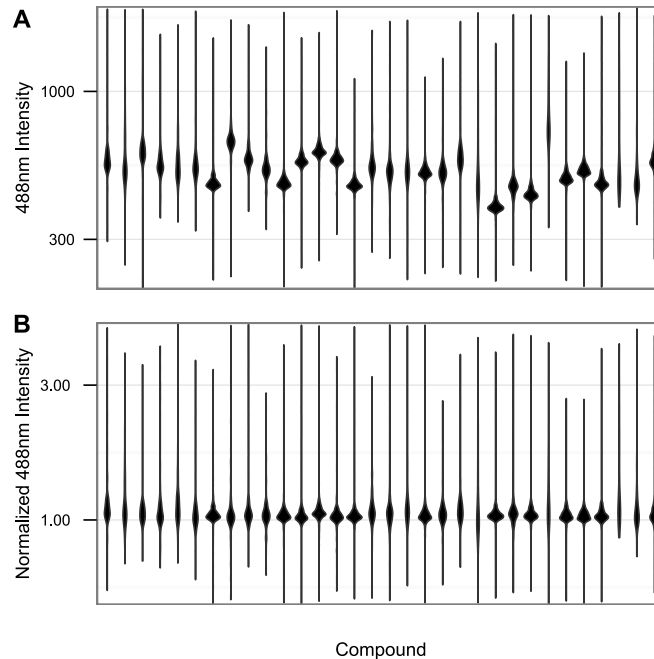 A
488nm Intensity
1000
300
B
Normalized 488nm Intensity
3.00
1.00
Compound